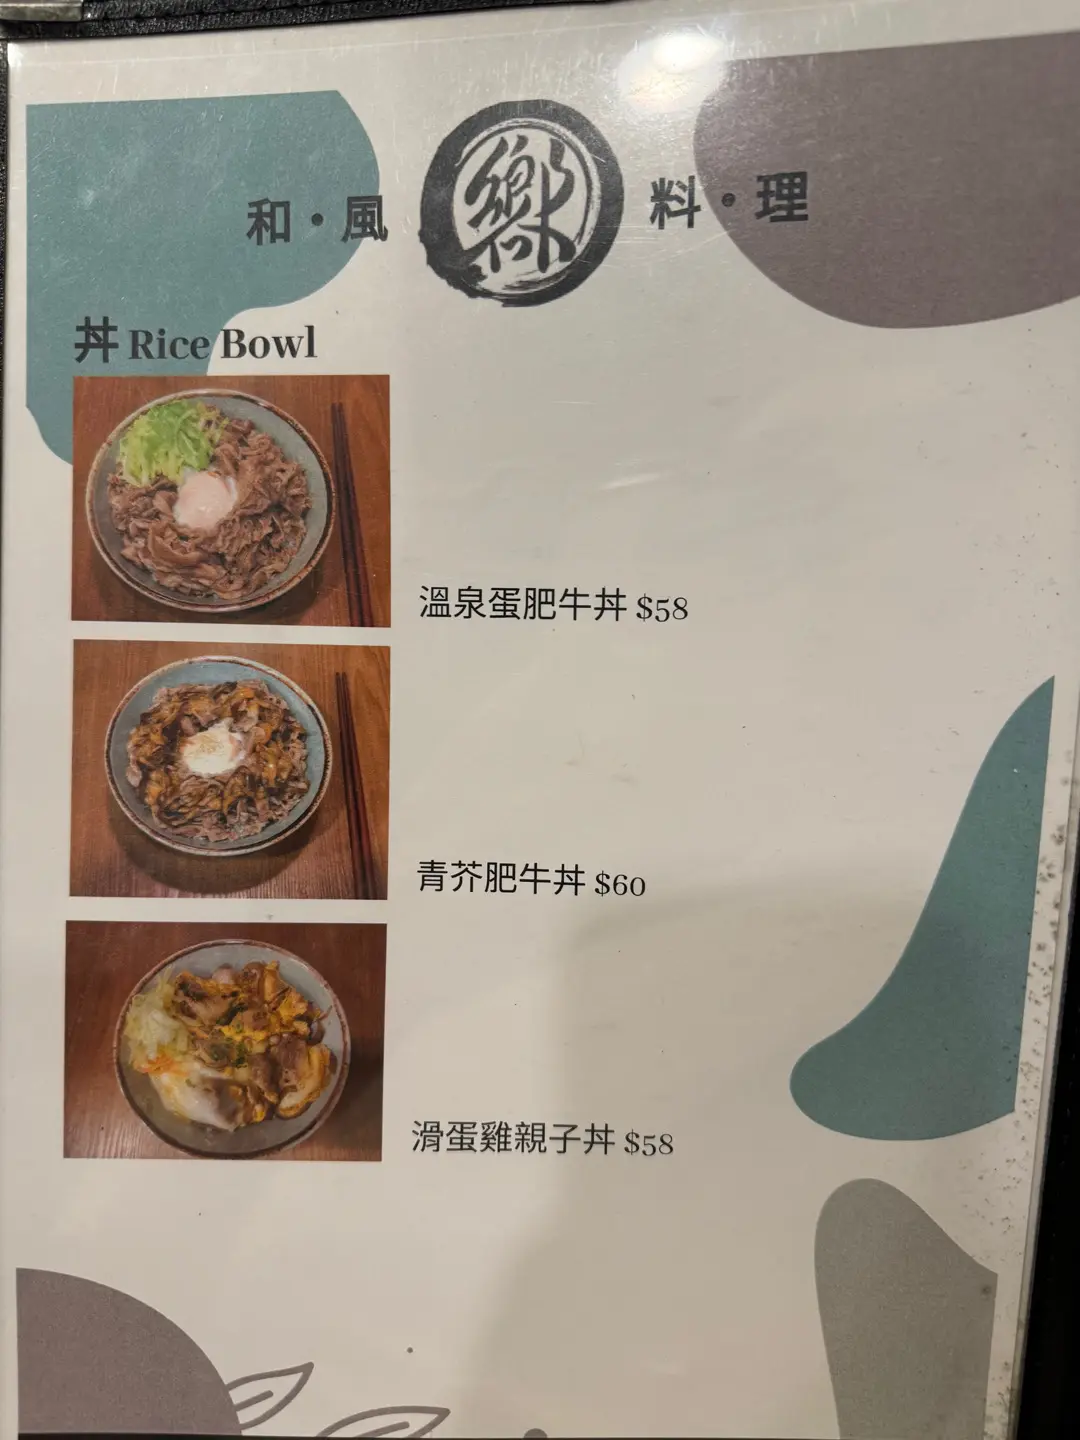 和・風 料・理
丼 Rice Bowl
溫泉蛋肥牛丼 $58
青芥肥牛丼 $60
滑蛋雞親子丼 $58